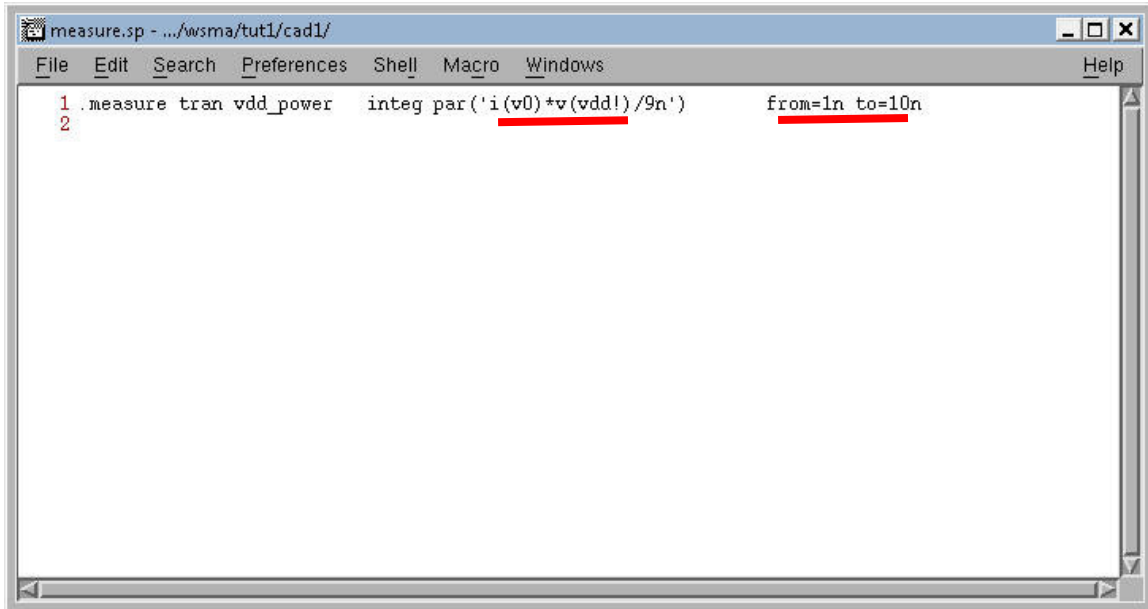 measure.sp - .../wsma/tut1/cad1/
File Edit Search Preferences Shell Macro Windows Help
1 .measure tran vdd_power integ par('i(v0)*v(vdd!)/9n') from=1n to=10n
2